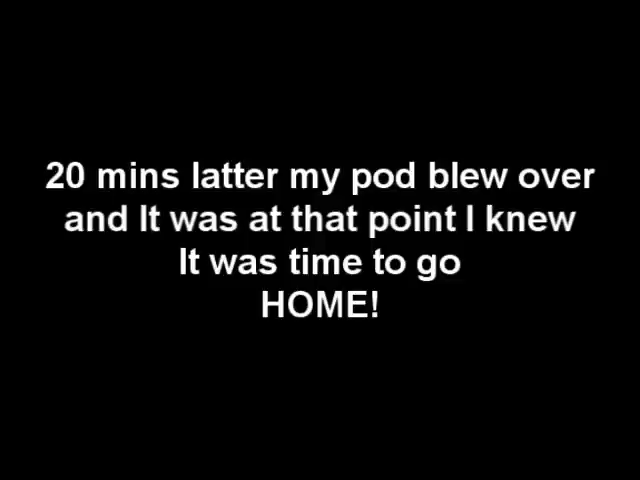 20 mins latter my pod blew over
and It was at that point I knew
It was time to go
HOME!